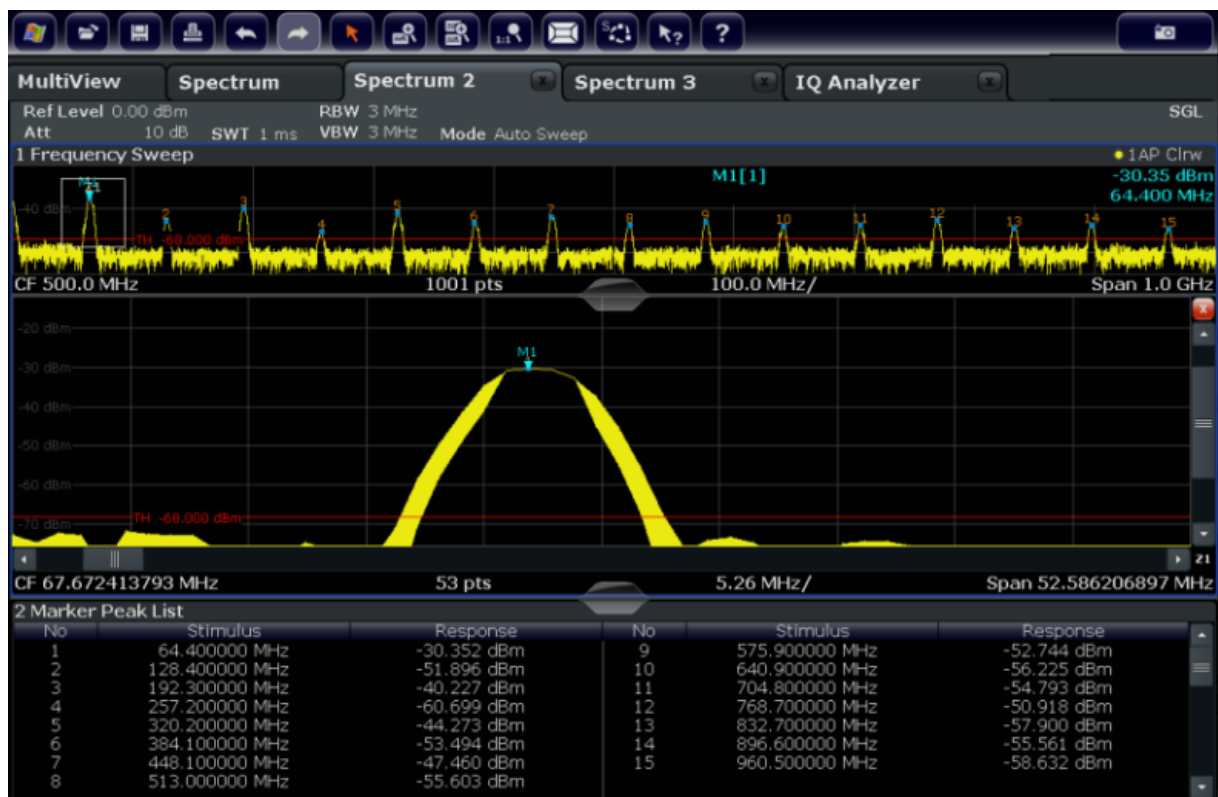 1:1
S
?
?
MultiView Spectrum Spectrum 2 x Spectrum 3 x IQ Analyzer x
Ref Level 0.00 dBm RBW 3 MHz SGL
Att 10 dB SWT 1 ms VBW 3 MHz Mode Auto Sweep
1 Frequency Sweep 1AP Clrw
M1[1] -30.35 dBm
64.400 MHz
M1
-40 dBm
2 3 4 5 6 7 8 9 10 11 12 13 14 15
TH -68.000 dBm
CF 500.0 MHz 1001 pts 100.0 MHz/ Span 1.0 GHz
x
-20 dBm
M1
-30 dBm
-40 dBm
-50 dBm
-60 dBm
TH -68.000 dBm
-70 dBm
Z1
CF 67.672413793 MHz 53 pts 5.26 MHz/ Span 52.586206897 MHz
2 Marker Peak List
No Stimulus Response No Stimulus Response
1 64.400000 MHz -30.352 dBm 9 575.900000 MHz -52.744 dBm
2 128.400000 MHz -51.896 dBm 10 640.900000 MHz -56.225 dBm
3 192.300000 MHz -40.227 dBm 11 704.800000 MHz -54.793 dBm
4 257.200000 MHz -60.699 dBm 12 768.700000 MHz -50.918 dBm
5 320.200000 MHz -44.273 dBm 13 832.700000 MHz -57.900 dBm
6 384.100000 MHz -53.494 dBm 14 896.600000 MHz -55.561 dBm
7 448.100000 MHz -47.460 dBm 15 960.500000 MHz -58.632 dBm
8 513.000000 MHz -55.603 dBm